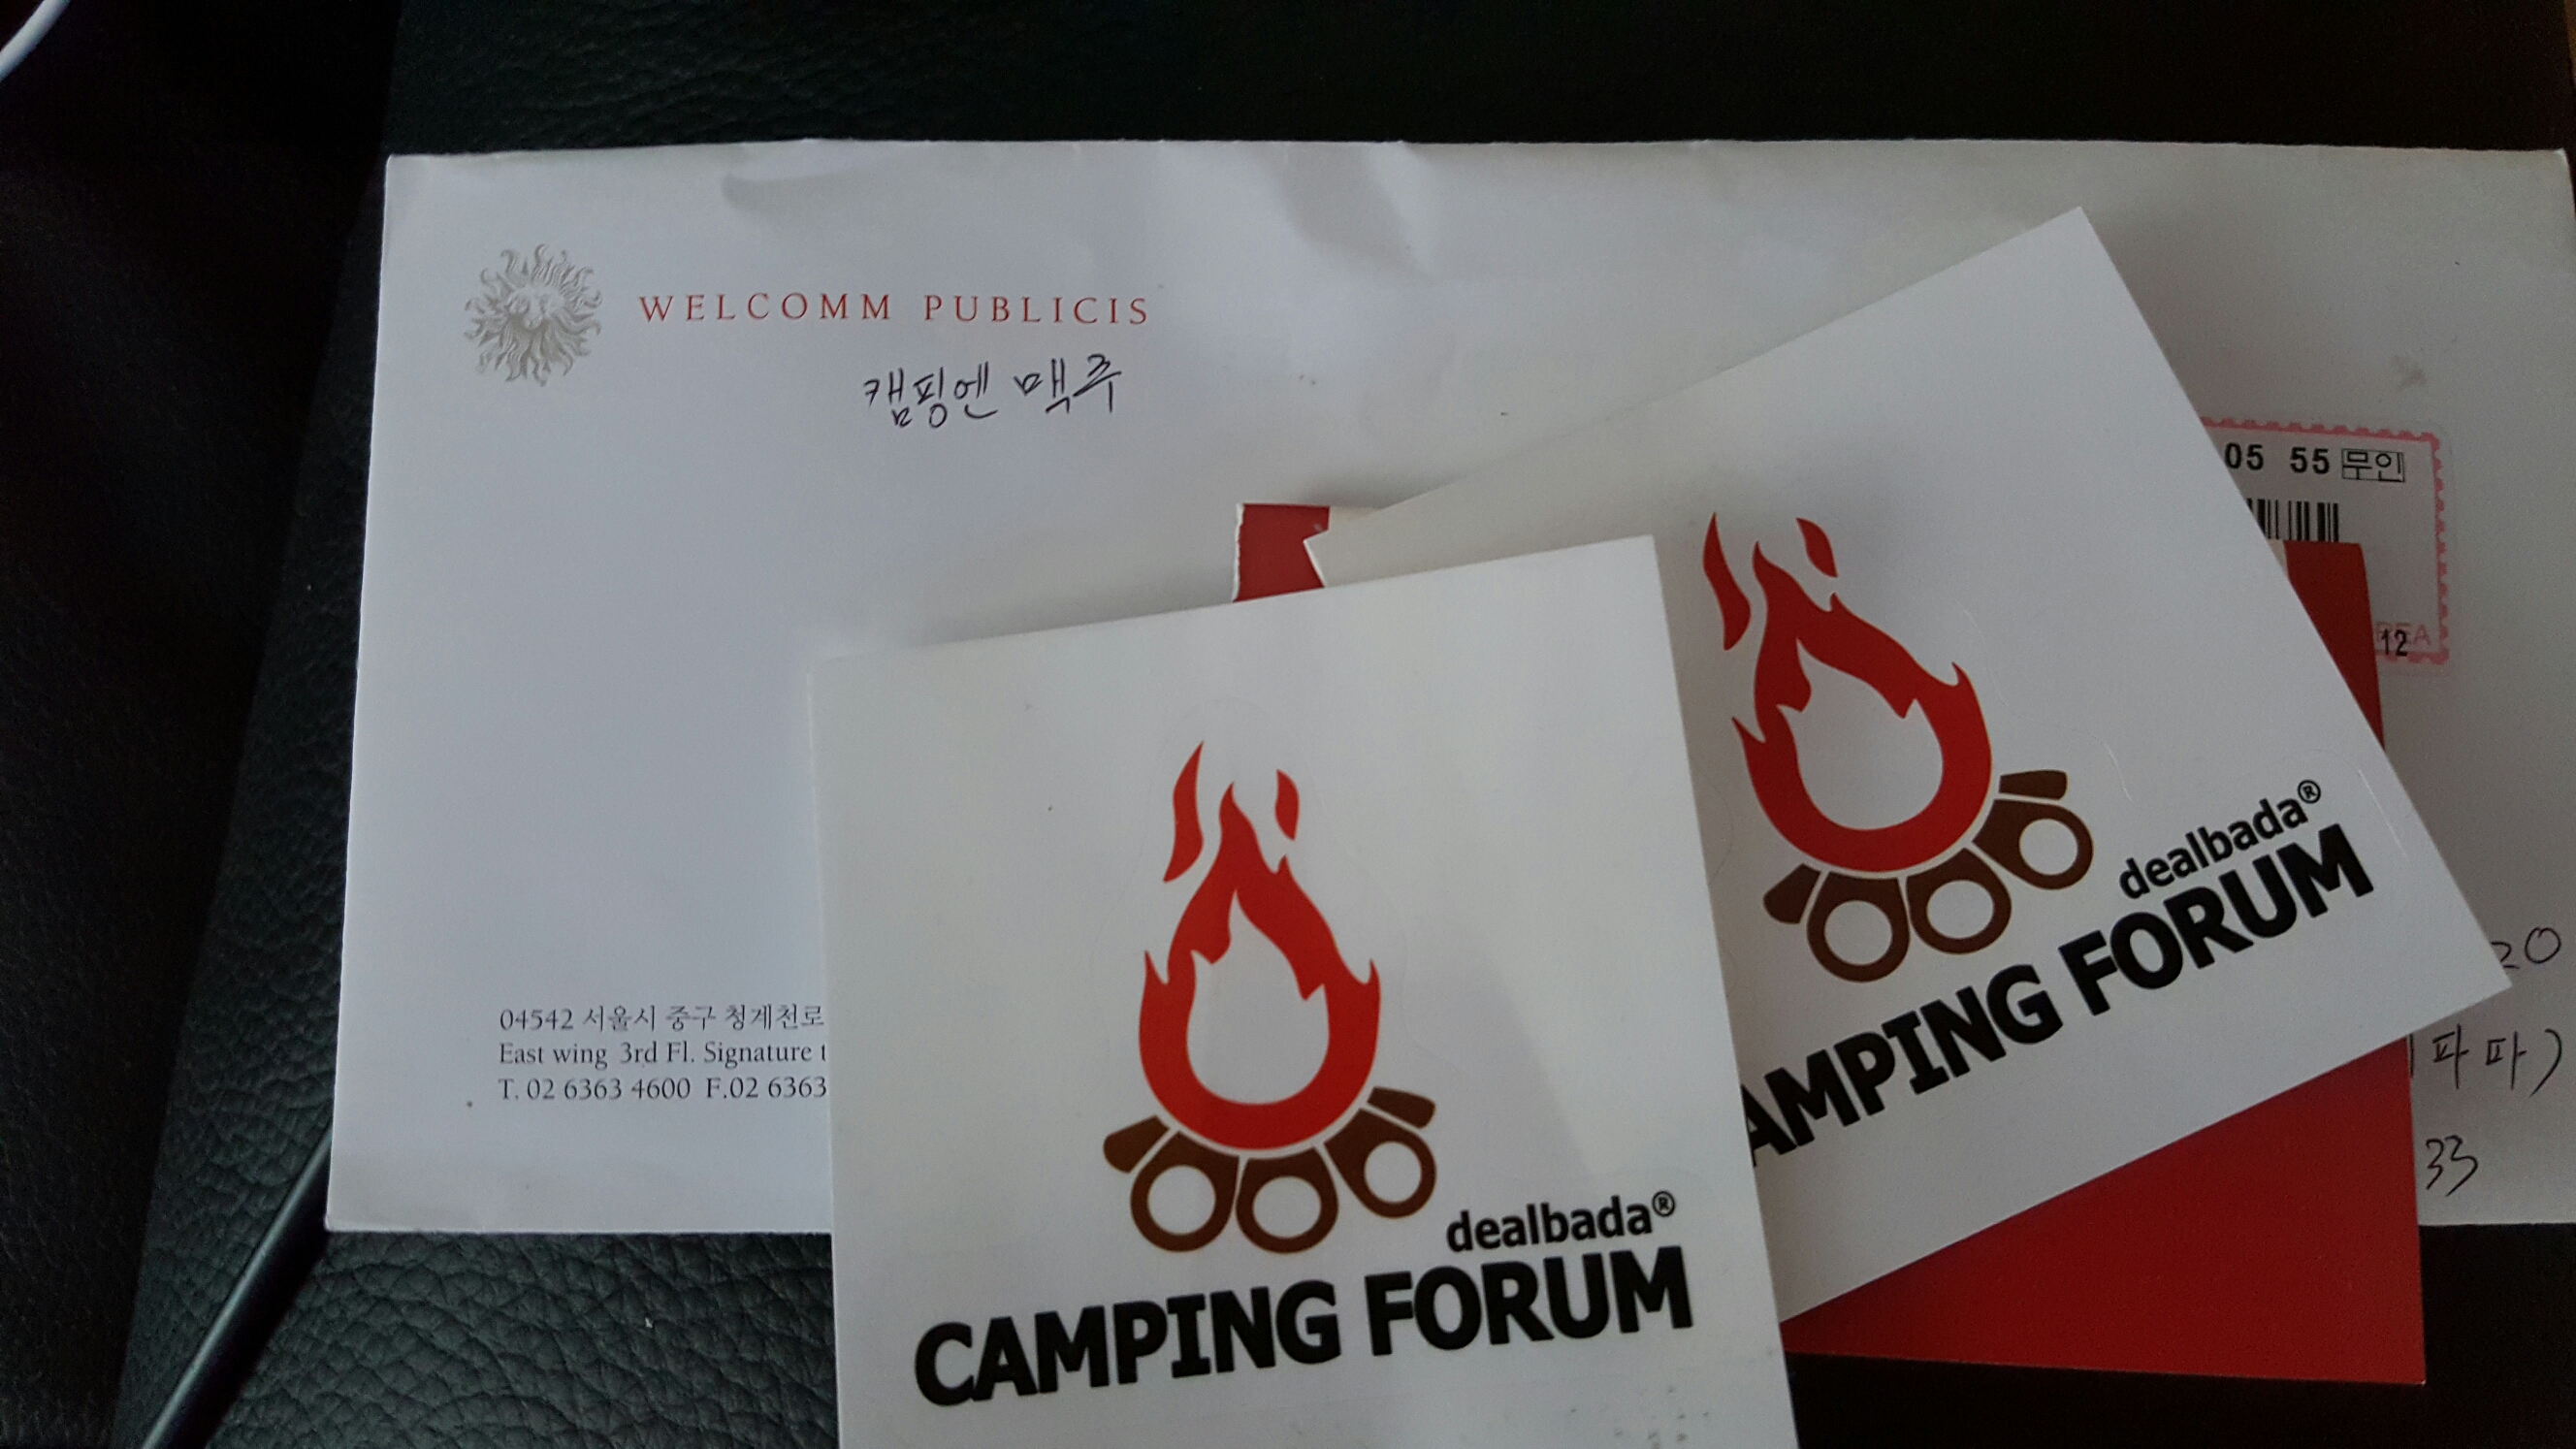 WELCOMM PUBLICIS
캠핑엔 맥주
05 55 무인
12
04542 서울시 중구 청계천로
East wing 3rd Fl. Signature t
T. 02 6363 4600 F.02 6363
dealbada®
CAMPING FORUM
dealbada®
AMPING FORUM
20
파파)
33